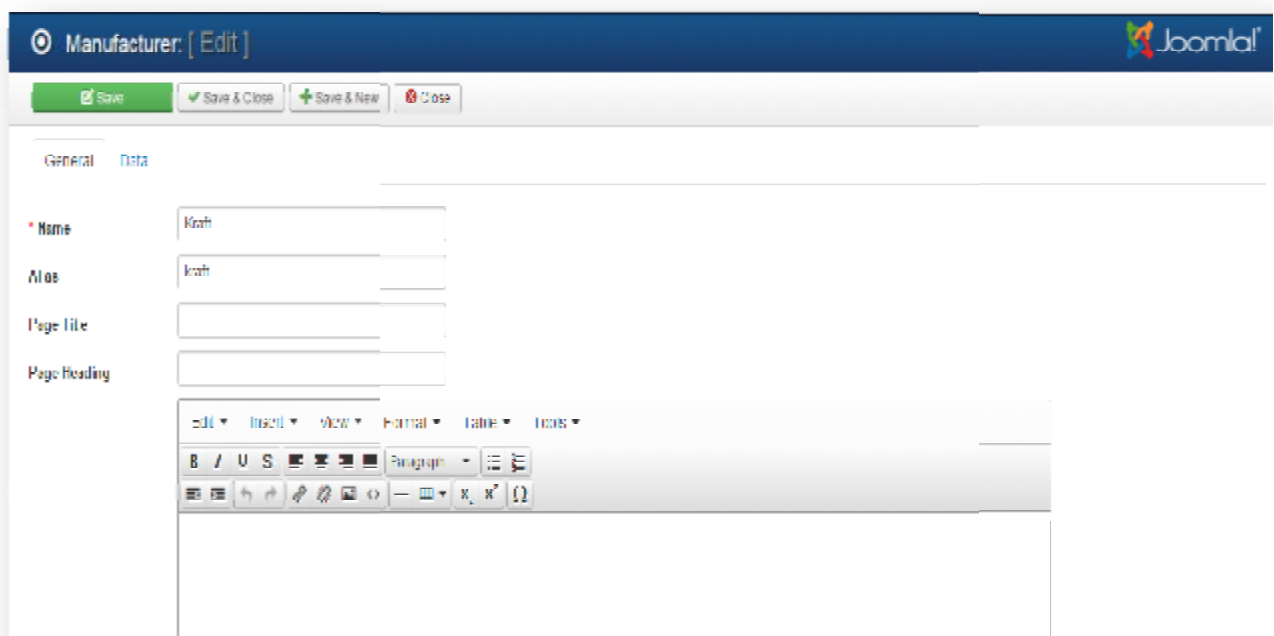 Manufacturer: [ Edit ]
Joomla!
Save
Save & Close
Save & New
Close
General
Data
* Name
Kraft
Alias
kraft
Page Title
Page Heading
Edit
Insert
View
Format
Table
Tools
B I U S
Paragraph
x, x² Ω